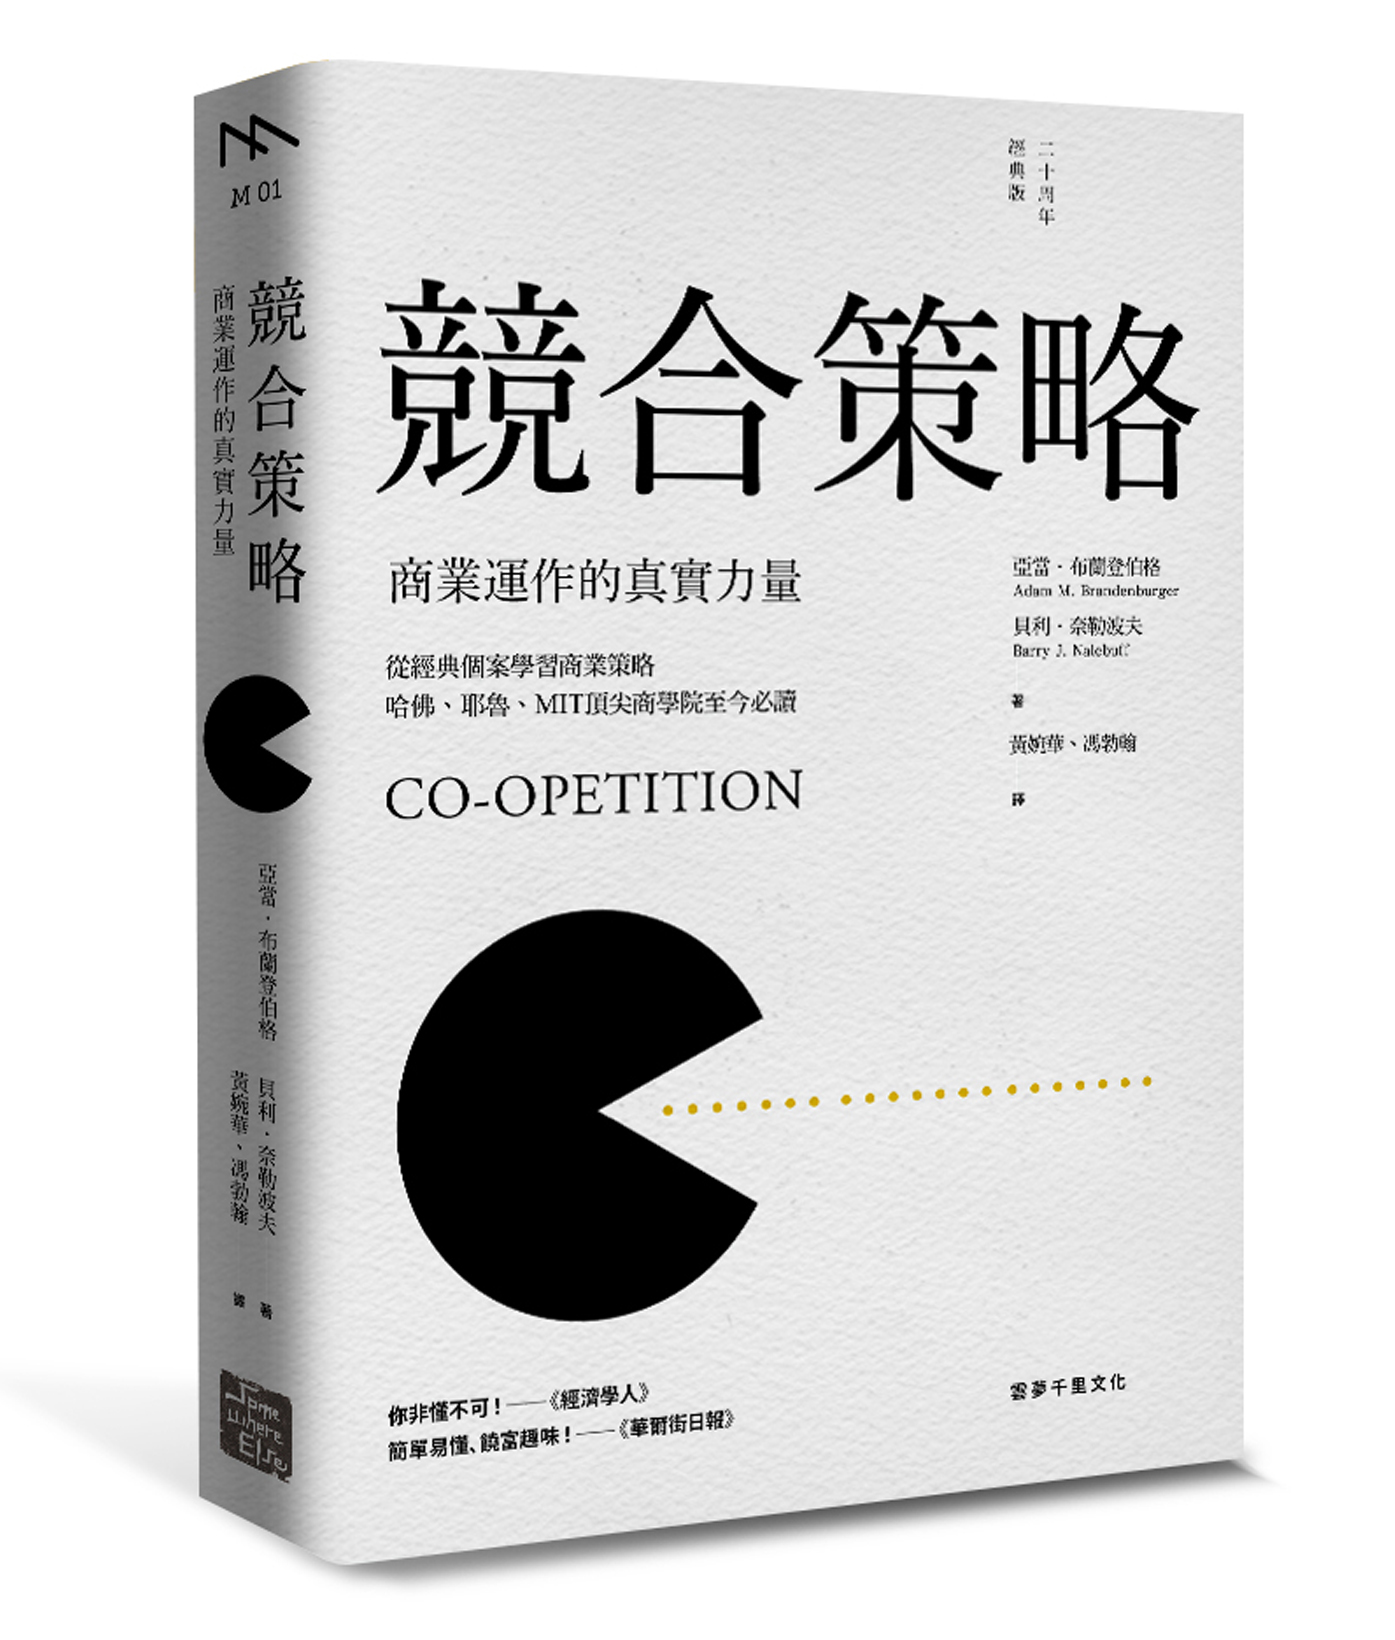 M 01
競合策略
商業運作的真實力量
亞當・布蘭登伯格
貝利・奈勒波夫
著
黃婉華、馮勃翰
譯
Some
where
Else
二十周年
經典版
競合策略
商業運作的真實力量
從經典個案學習商業策略
哈佛、耶魯、MIT頂尖商學院至今必讀
CO-OPETITION
亞當・布蘭登伯格
Adam M. Brandenburger
貝利・奈勒波夫
Barry J. Nalebuff
著
黃婉華、馮勃翰
譯
你非懂不可！——《經濟學人》
簡單易懂、饒富趣味！——《華爾街日報》
雲夢千里文化